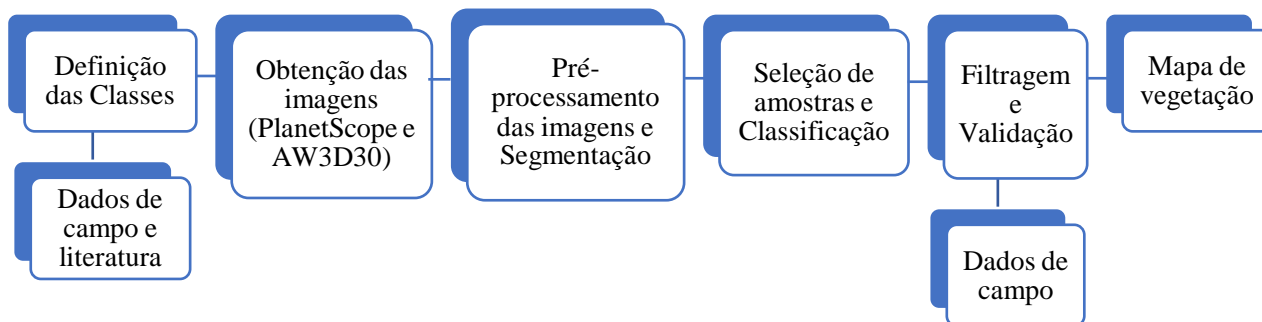 Definição
das Classes
Dados de
campo e
literatura
Obtenção das
imagens
(PlanetScope e
AW3D30)
Pré-
processamento
das imagens e
Segmentação
Seleção de
amostras e
Classificação
Filtragem
e
Validação
Dados de
campo
Mapa de
vegetação